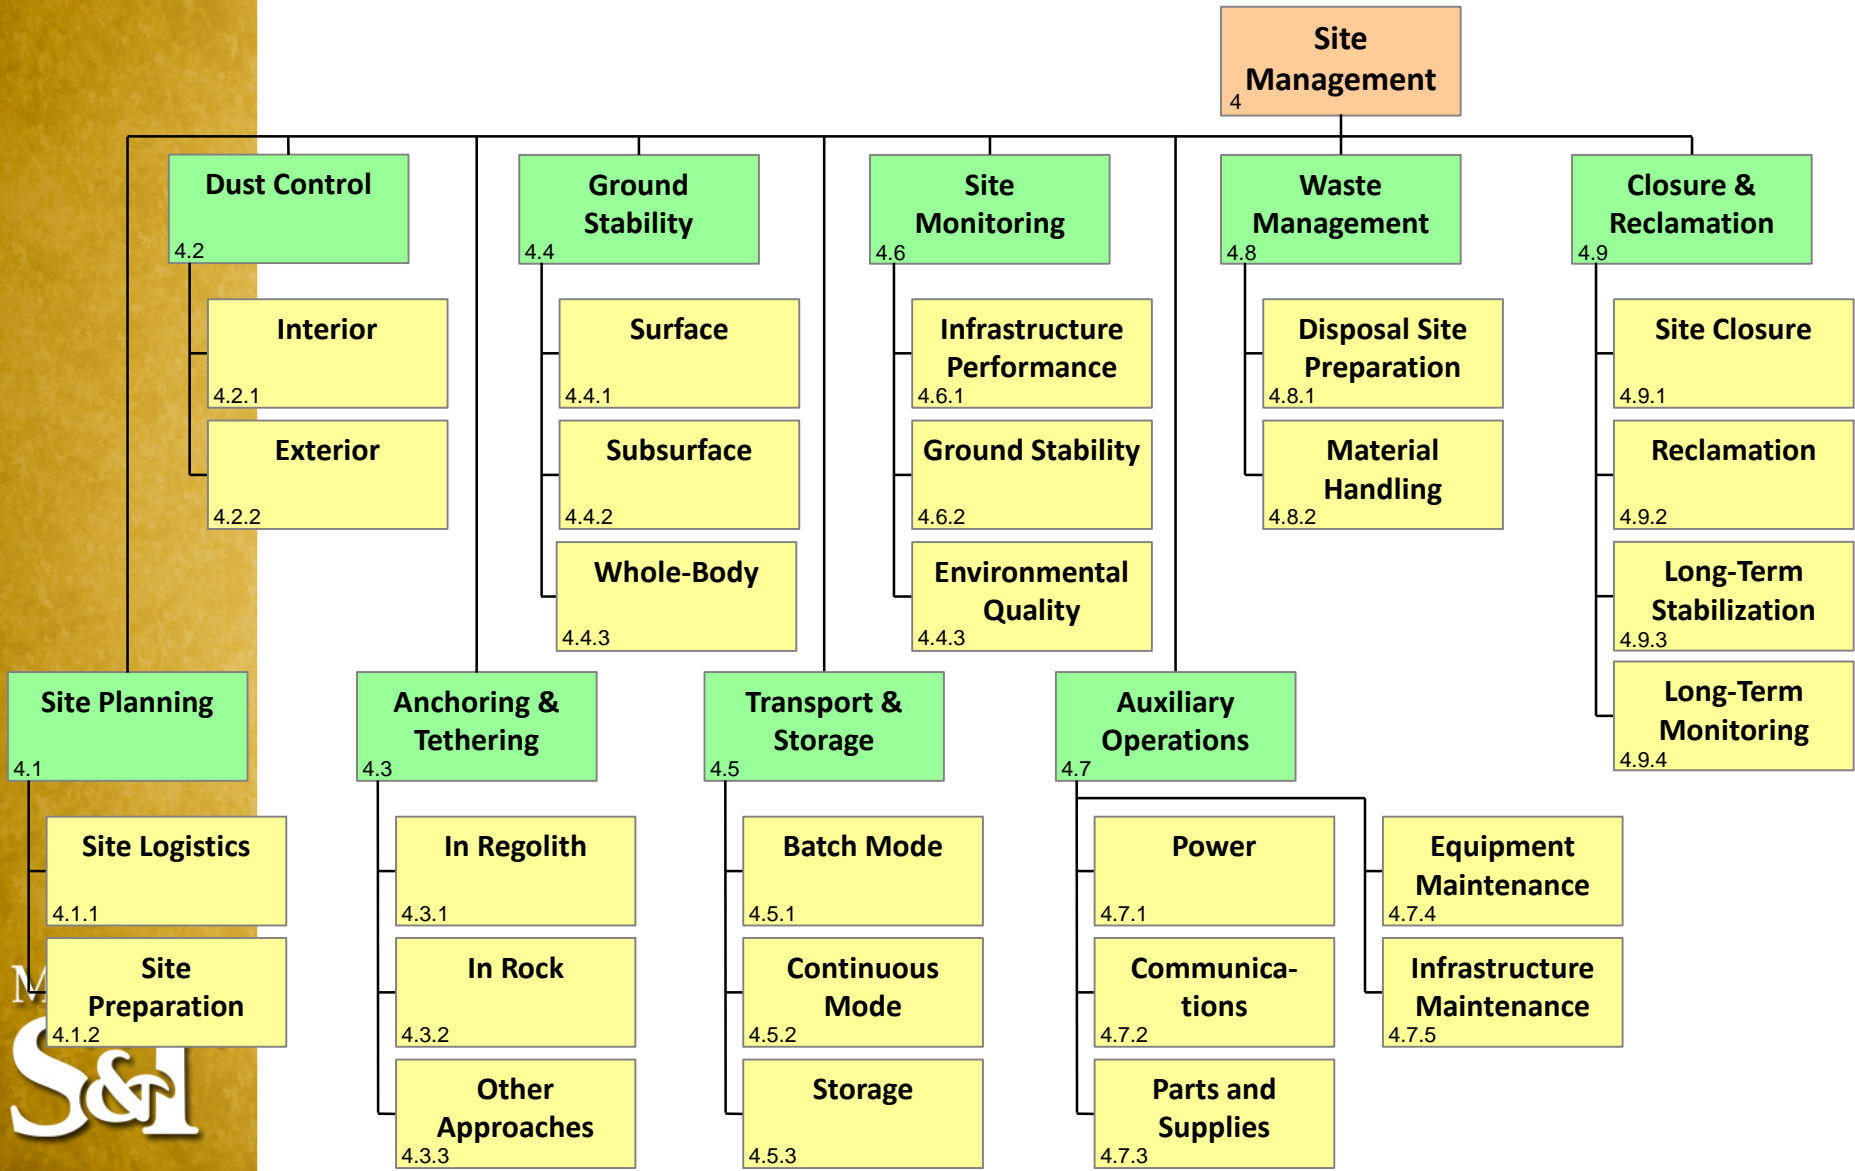 Site
Management
4
Dust Control
4.2
Ground
Stability
4.4
Site
Monitoring
4.6
Waste
Management
4.8
Closure &
Reclamation
4.9
Interior
4.2.1
Exterior
4.2.2
Surface
4.4.1
Subsurface
4.4.2
Whole-Body
4.4.3
Infrastructure
Performance
4.6.1
Ground Stability
4.6.2
Environmental
Quality
4.4.3
Disposal Site
Preparation
4.8.1
Material
Handling
4.8.2
Site Closure
4.9.1
Reclamation
4.9.2
Long-Term
Stabilization
4.9.3
Long-Term
Monitoring
4.9.4
Site Planning
4.1
Anchoring &
Tethering
4.3
Transport &
Storage
4.5
Auxiliary
Operations
4.7
Site Logistics
4.1.1
Site
Preparation
4.1.2
In Regolith
4.3.1
In Rock
4.3.2
Other
Approaches
4.3.3
Batch Mode
4.5.1
Continuous
Mode
4.5.2
Storage
4.5.3
Power
4.7.1
Communica-
tions
4.7.2
Parts and
Supplies
4.7.3
Equipment
Maintenance
4.7.4
Infrastructure
Maintenance
4.7.5
S&T